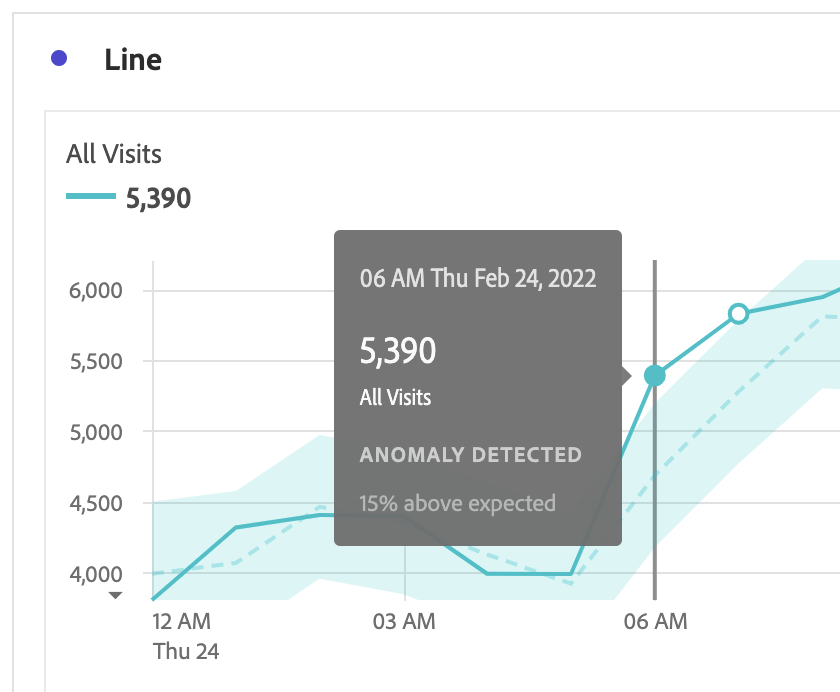 Line
All Visits
5,390
06 AM Thu Feb 24, 2022
5,390
All Visits
ANOMALY DETECTED
15% above expected
6,000
5,500
5,000
4,500
4,000
12 AM
03 AM
06 AM
Thu 24